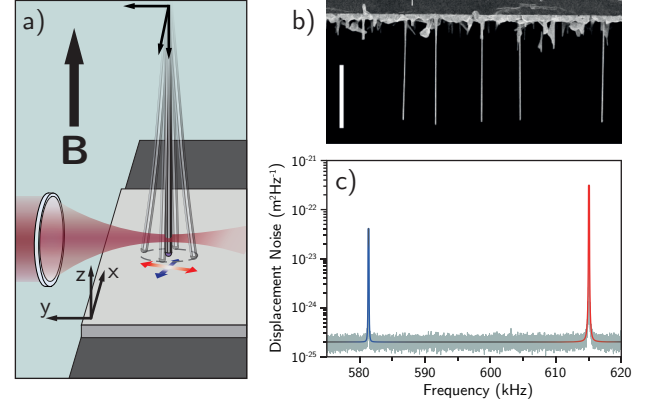 a)
B
z
x
y
b)
c)
Displacement Noise (m²Hz⁻¹)
10⁻²¹
10⁻²²
10⁻²³
10⁻²⁴
10⁻²⁵
580
590
600
610
620
Frequency (kHz)